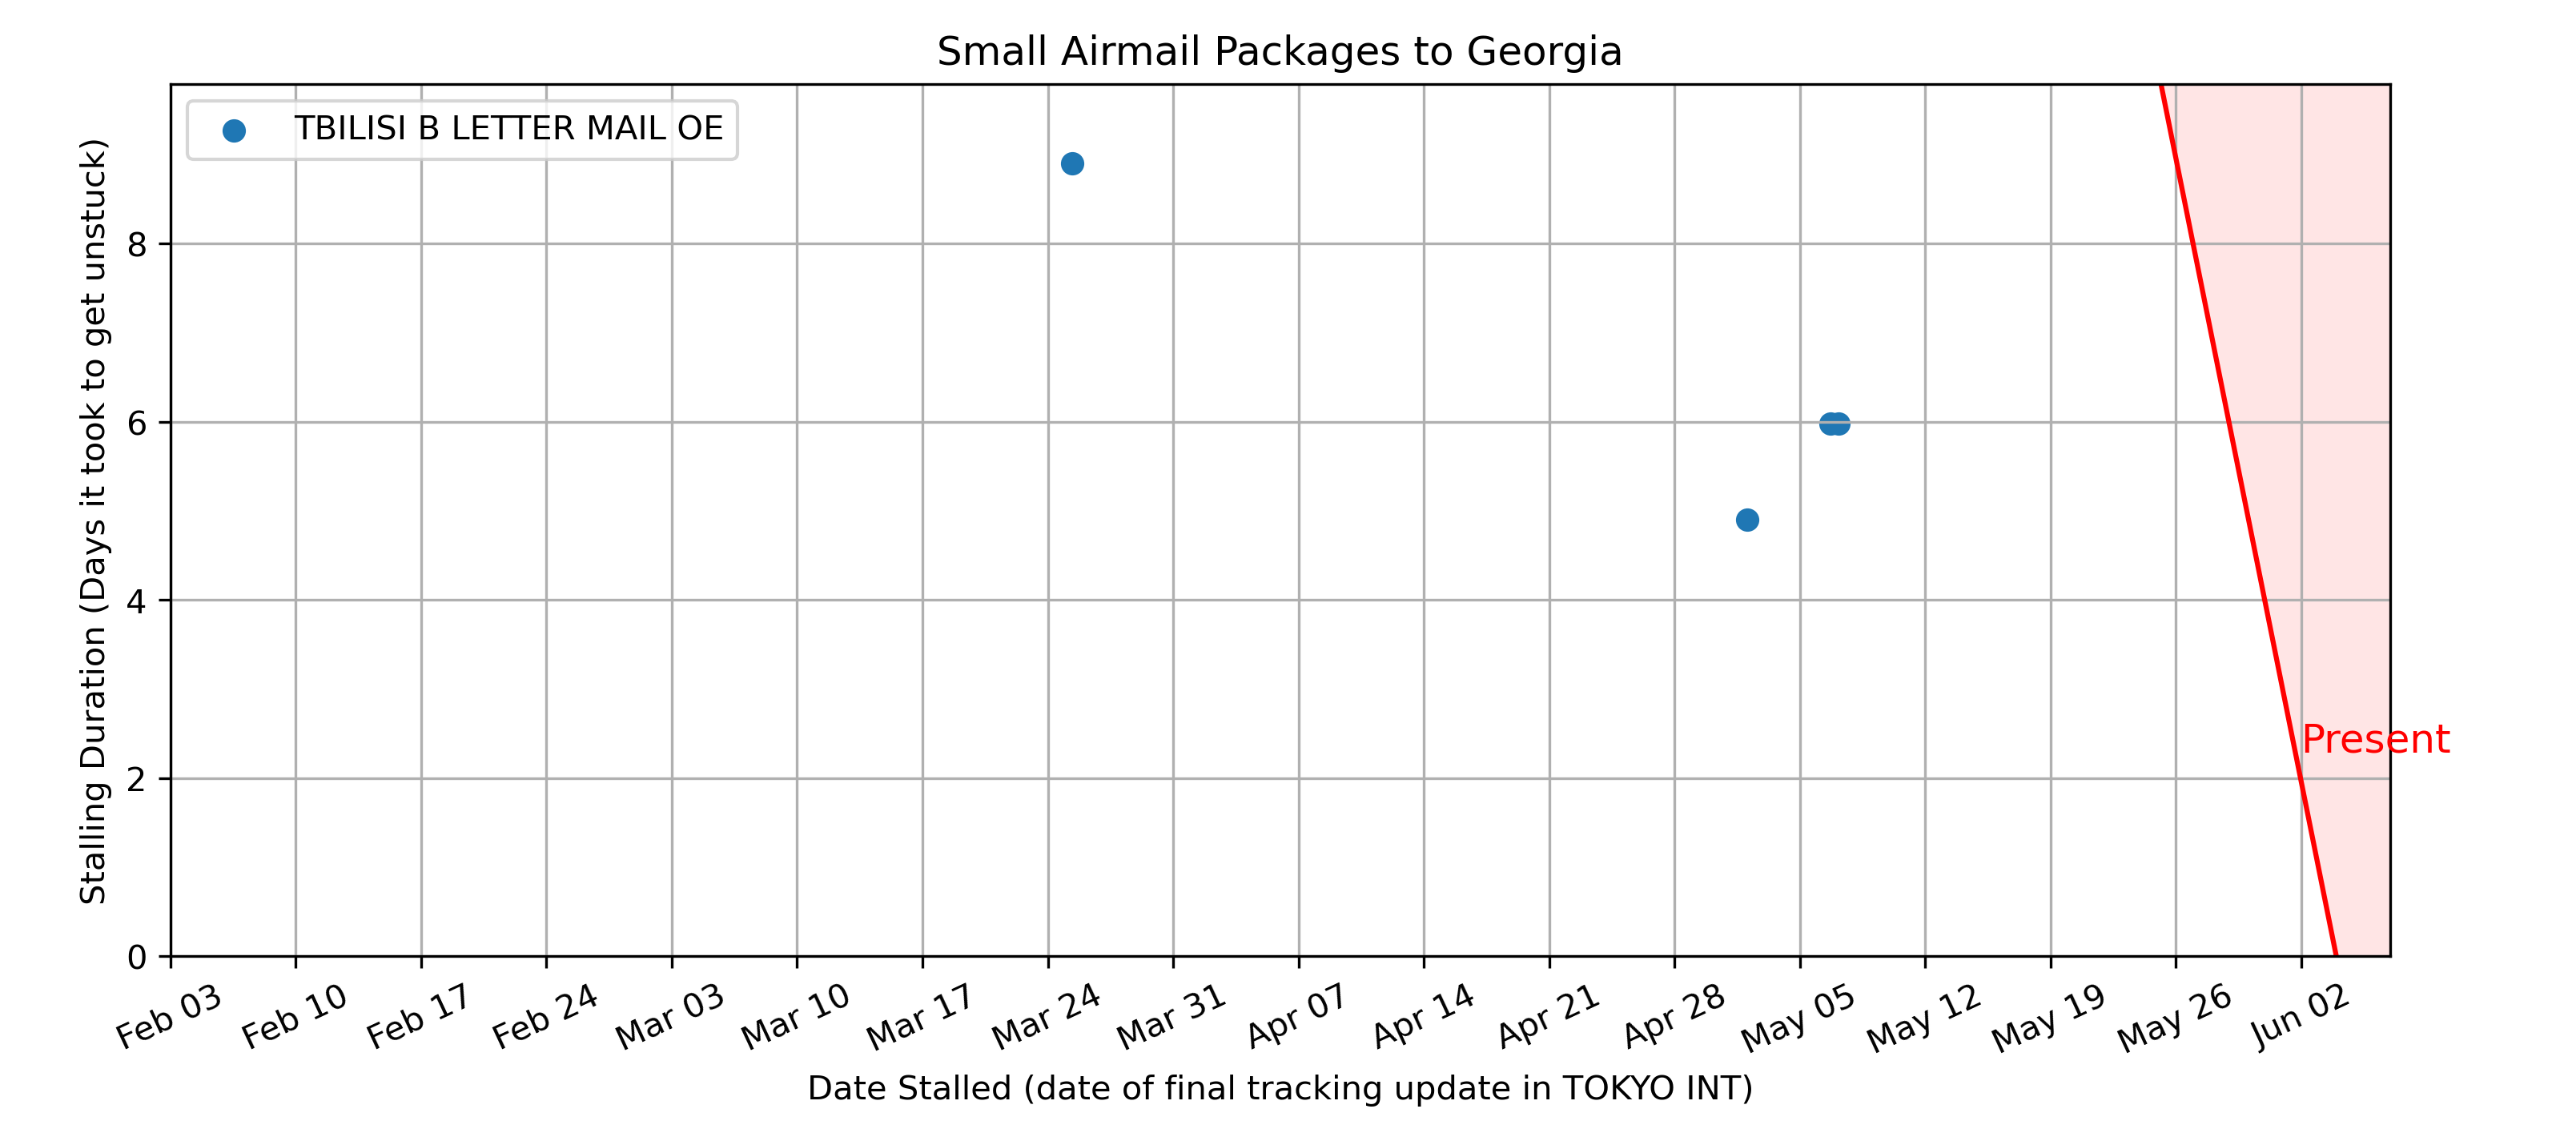 Small Airmail Packages to Georgia
TBILISI B LETTER MAIL OE
Stalling Duration (Days it took to get unstuck)
8
6
4
2
0
Present
Feb 03 Feb 10 Feb 17 Feb 24 Mar 03 Mar 10 Mar 17 Mar 24 Mar 31 Apr 07 Apr 14 Apr 21 Apr 28 May 05 May 12 May 19 May 26 Jun 02
Date Stalled (date of final tracking update in TOKYO INT)